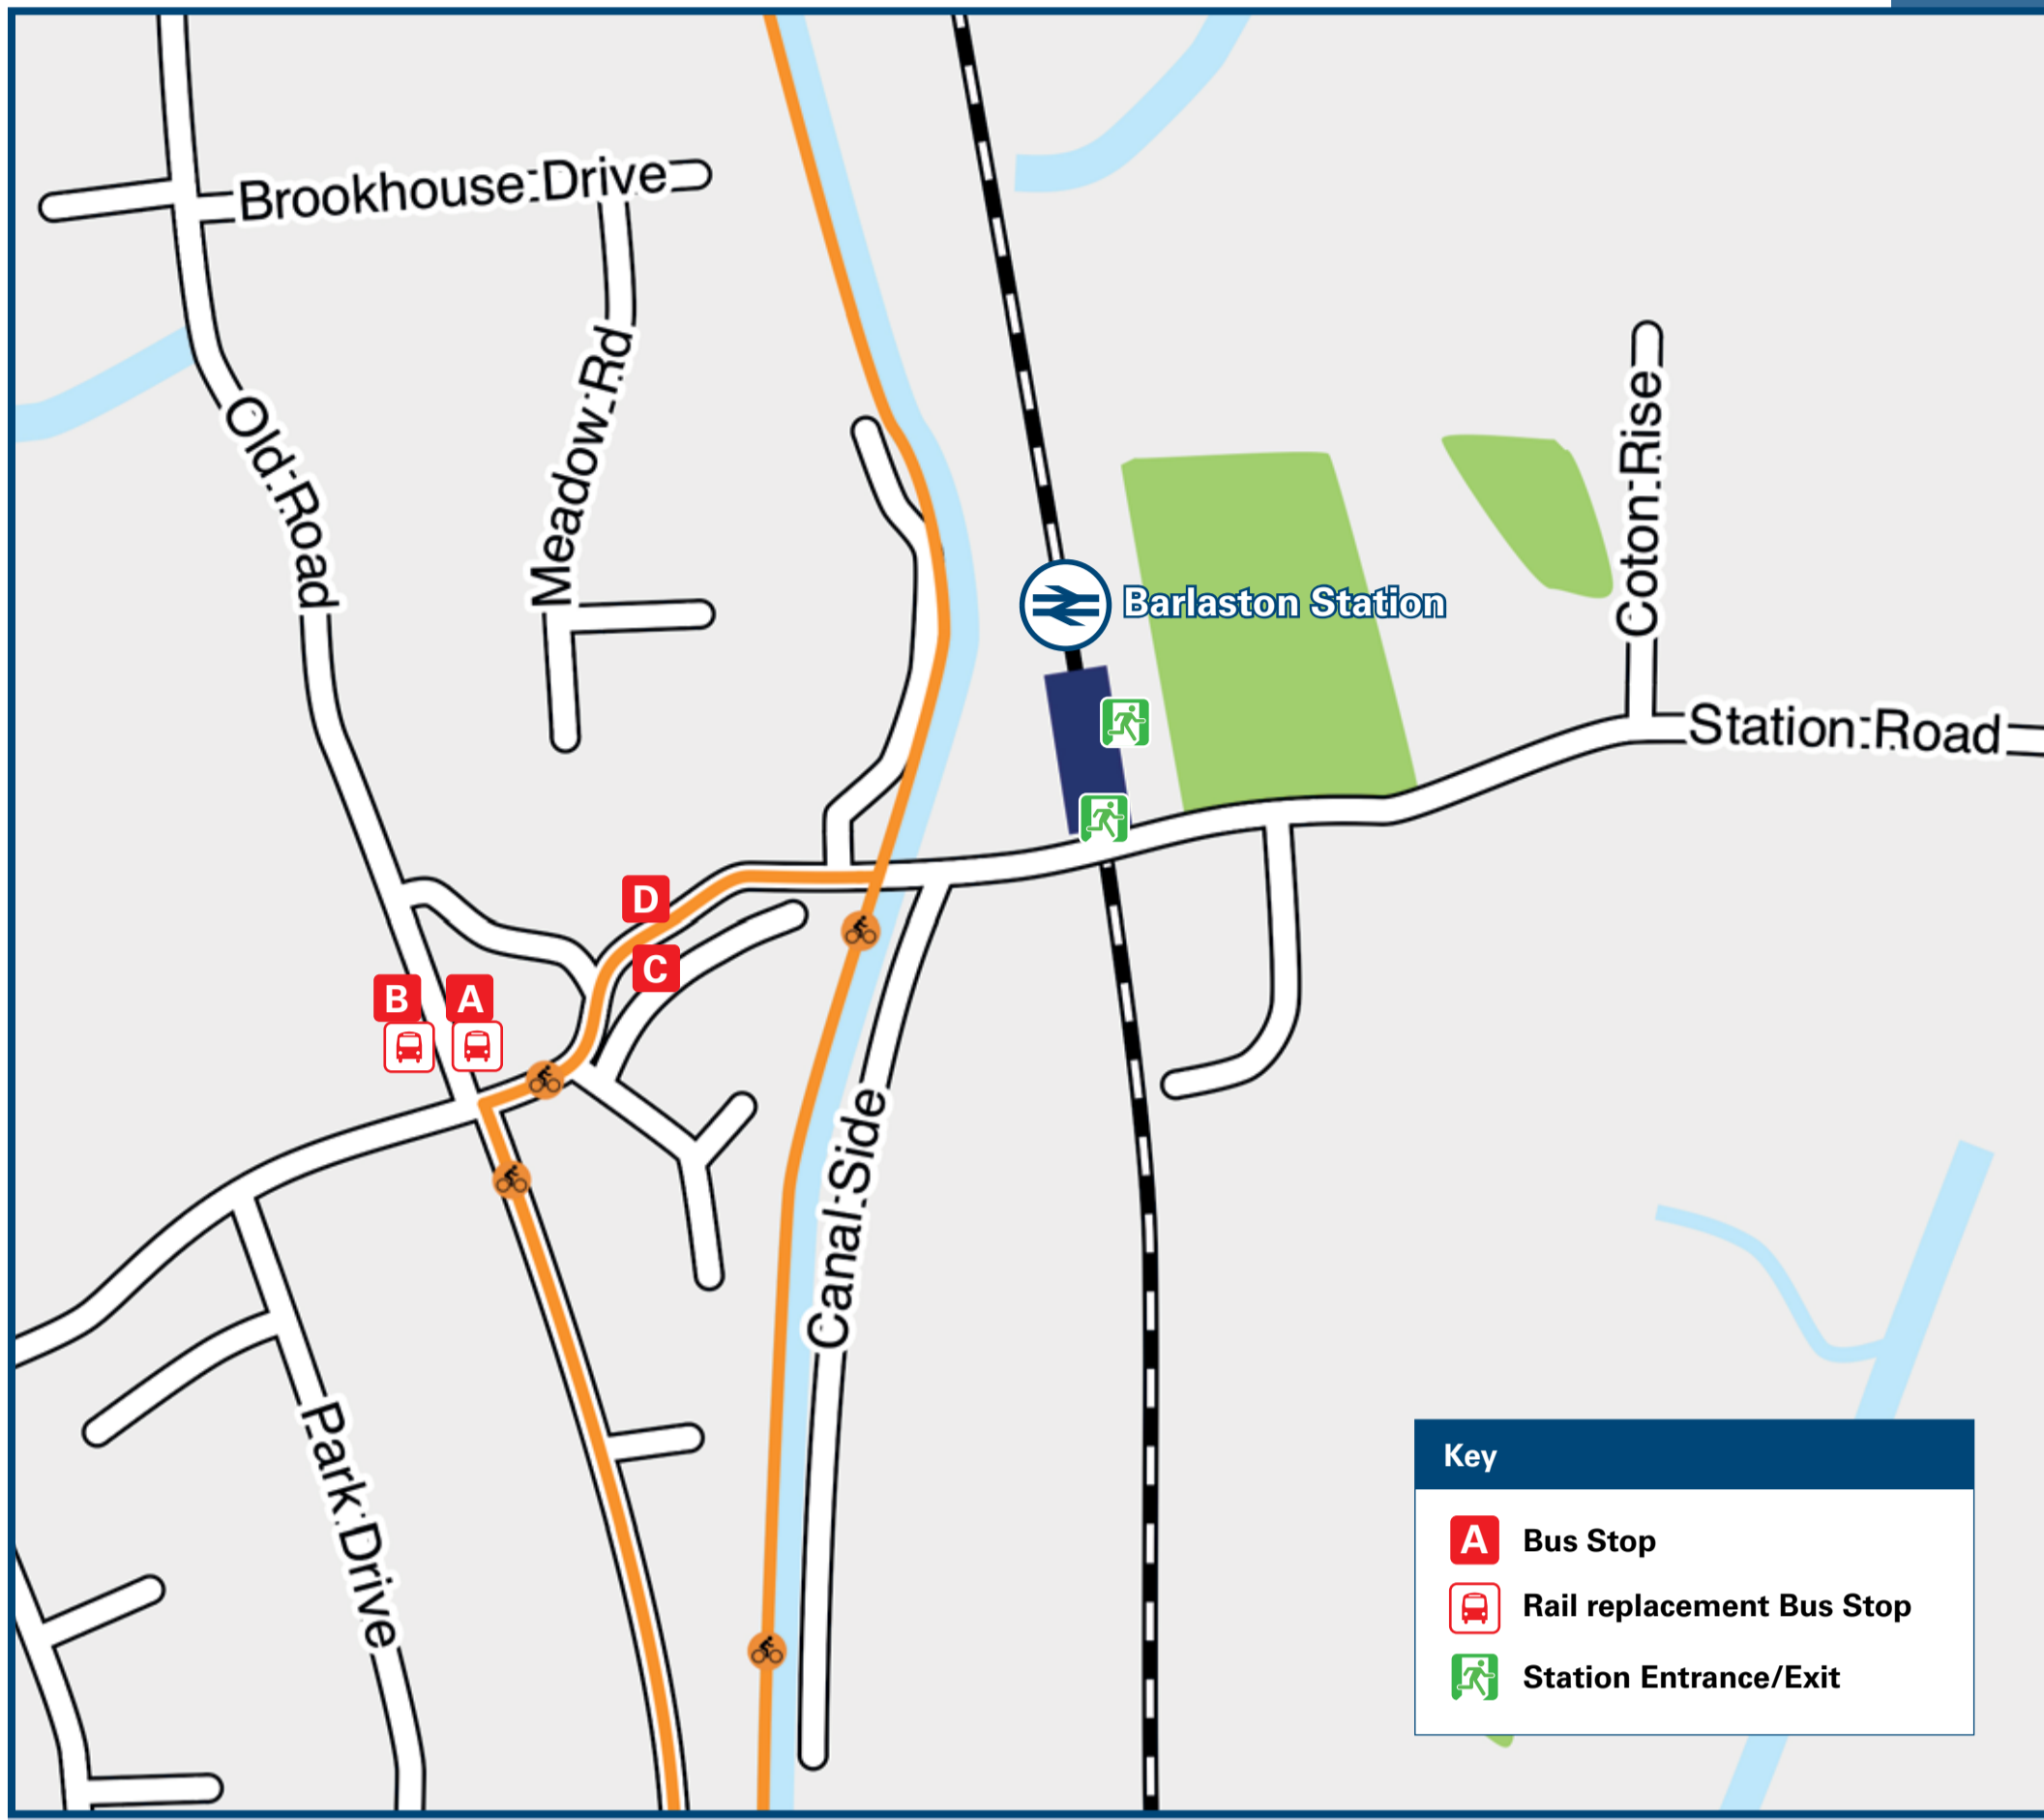 Brookhouse Drive
Old Road
Meadow Rd
Coton Rise
Barlaston Station
Station Road
D
C
B
A
Canal Side
Park Drive
Key
A Bus Stop
Rail replacement Bus Stop
Station Entrance/Exit